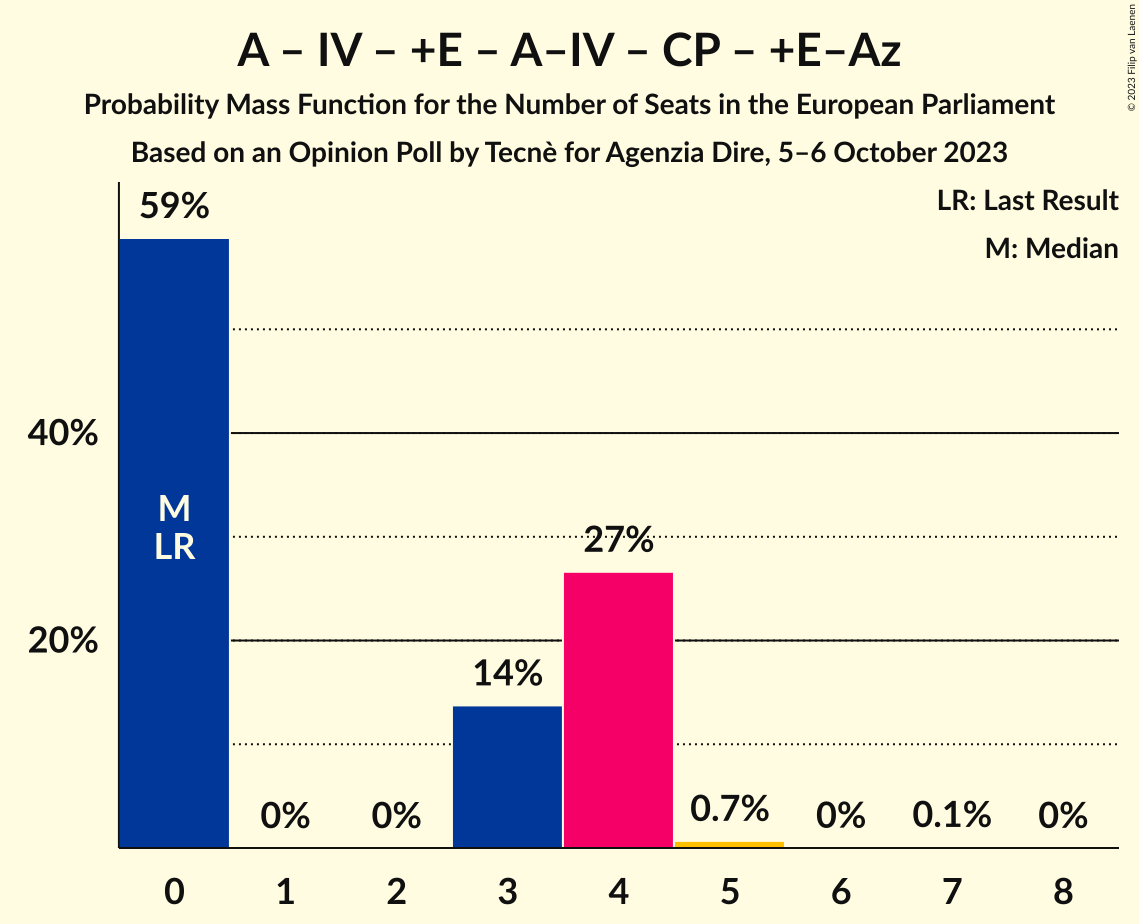 A – IV – +E – A–IV – CP – +E–Az
Probability Mass Function for the Number of Seats in the European Parliament
Based on an Opinion Poll by Tecnè for Agenzia Dire, 5–6 October 2023
© 2023 Filip van Laenen
LR: Last Result
M: Median
59%
40%
M
LR
27%
20%
14%
0%
0%
0.7%
0%
0.1%
0%
0 1 2 3 4 5 6 7 8